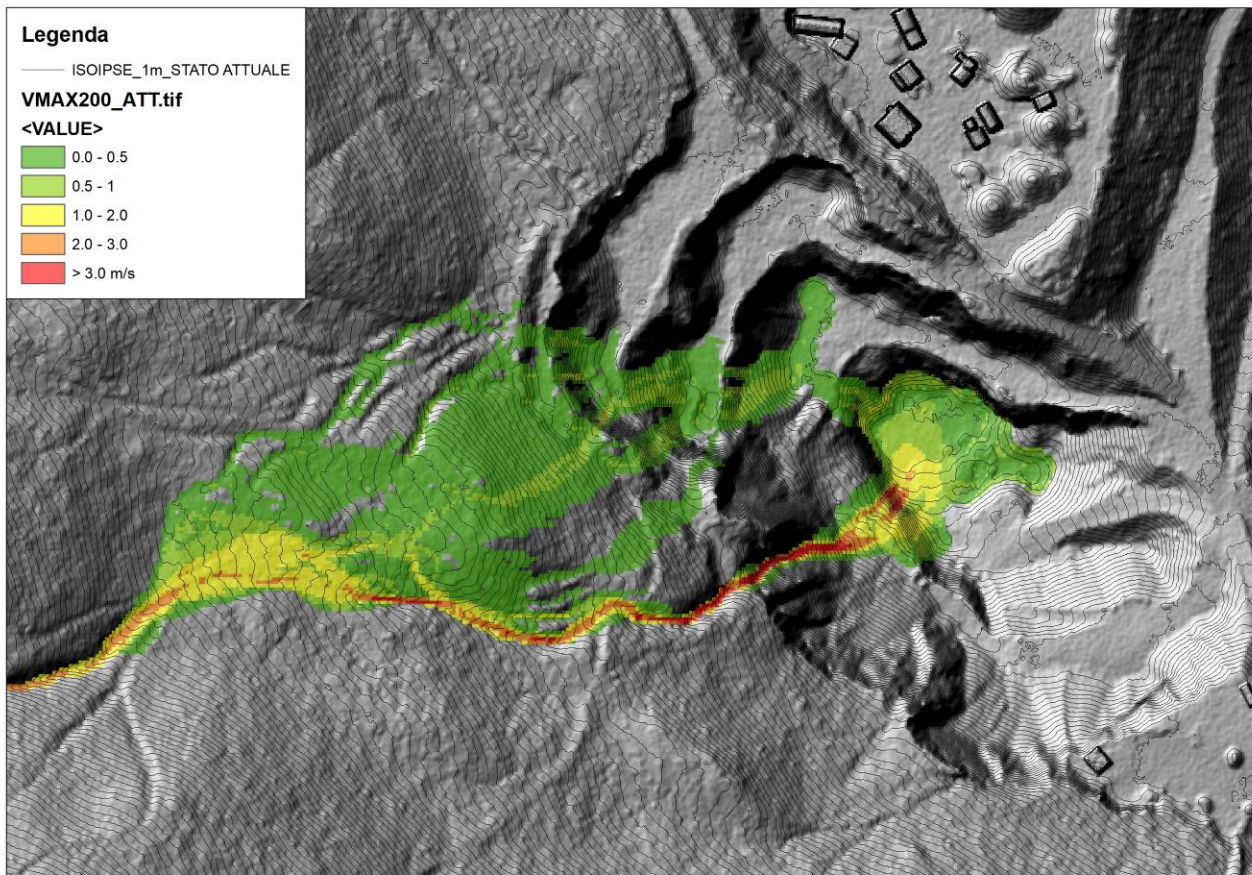 Legenda
ISOIPSE_1m_STATO ATTUALE
VMAX200_ATT.tif
<VALUE>
0.0 - 0.5
0.5 - 1
1.0 - 2.0
2.0 - 3.0
> 3.0 m/s